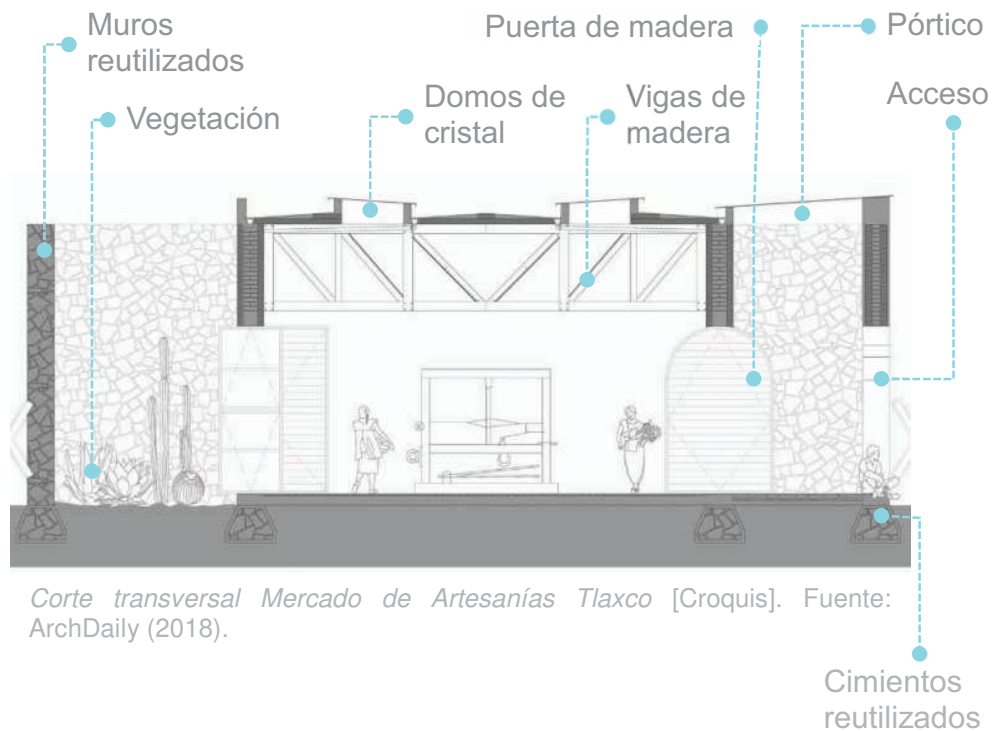 Muros
reutilizados
Puerta de madera
Pórtico
Vegetación
Domos de
cristal
Vigas de
madera
Acceso
Corte transversal Mercado de Artesanías Tlaxco [Croquis]. Fuente:
ArchDaily (2018).
Cimientos
reutilizados